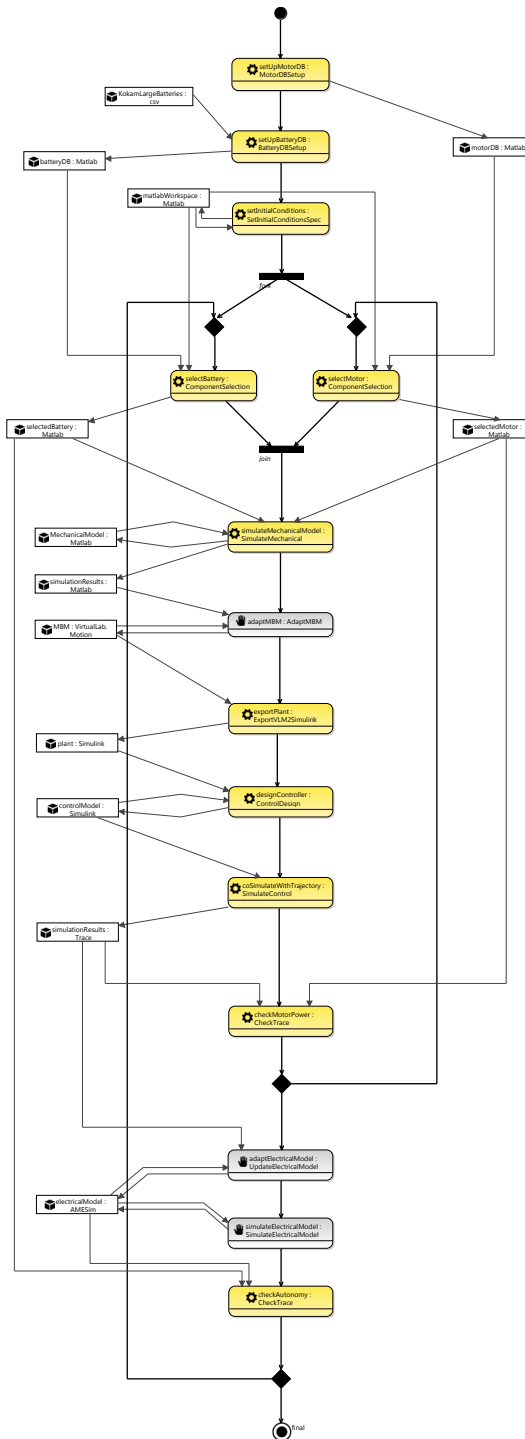 setUpMotorDB :
MotorDBSetup
KokamLargeBatteries :
csv
setUpBatteryDB :
BatteryDBSetup
batteryDB : Matlab
motorDB : Matlab
matlabWorkspace :
Matlab
setInitialConditions :
SetInitialConditionsSpec
fork
selectBattery :
ComponentSelection
selectMotor :
ComponentSelection
selectedBattery :
Matlab
selectedMotor :
Matlab
join
simulateMechanicalModel :
SimulateMechanical
MechanicalModel :
Matlab
simulationResults :
Matlab
adaptMBM : AdaptMBM
MBM : VirtualLab.
Motion
exportPlant :
ExportVLM2Simulink
plant : Simulink
designController :
ControlDesign
controlModel :
Simulink
coSimulateWithTrajectory :
SimulateControl
simulationResults :
Trace
checkMotorPower :
CheckTrace
adaptElectricalModel :
UpdateElectricalModel
electricalModel :
AMESim
simulateElectricalModel :
SimulateElectricalModel
checkAutonomy :
CheckTrace
final